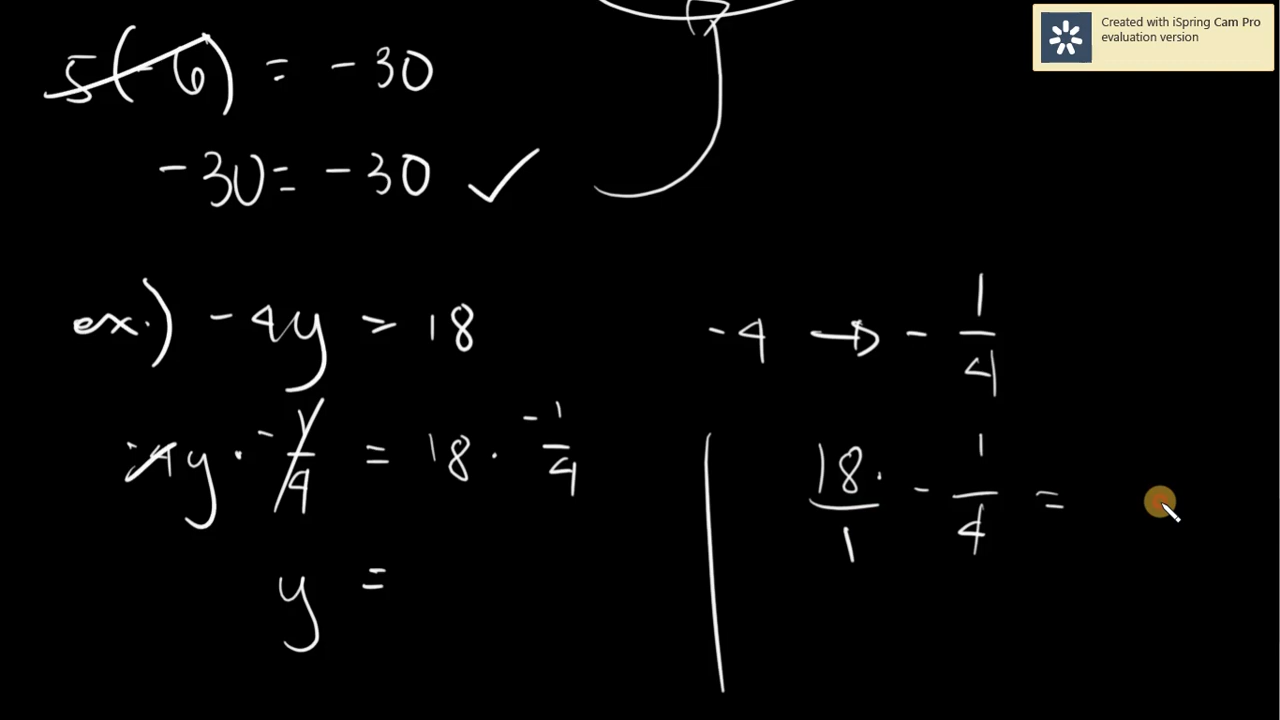 Created with iSpring Cam Pro
evaluation version
5(-6) = -30
-30 = -30 ✓
ex.) -4y = 18
-4 → - 1/4
-4y · - 1/4 = 18 · -1/4
18/1 · - 1/4 =
y =